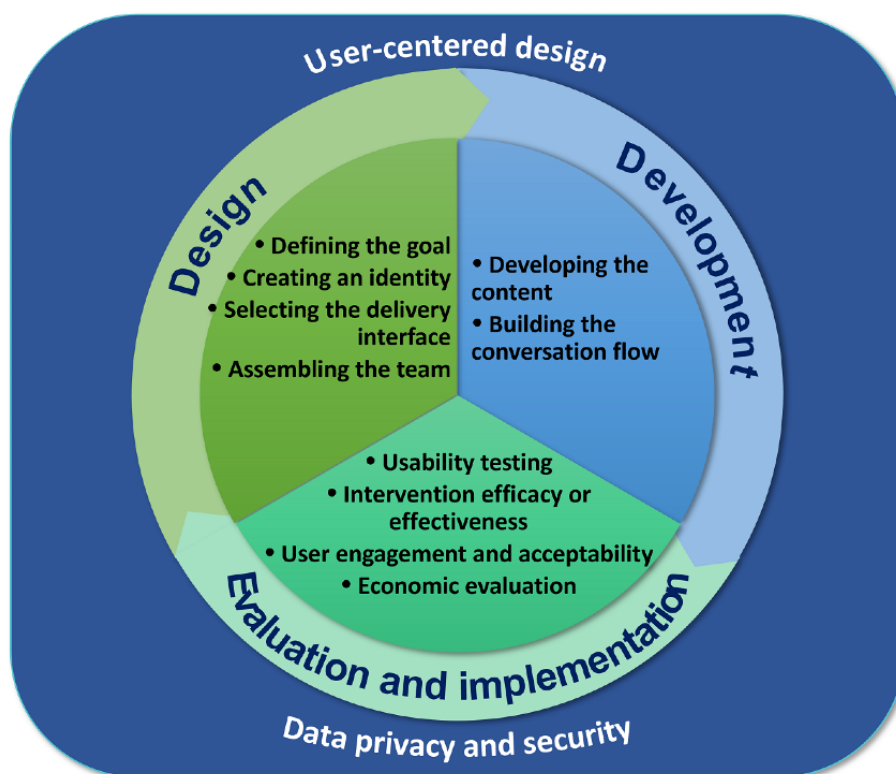 User-centered design
Design
• Defining the goal
• Creating an identity
• Selecting the delivery
interface
• Assembling the team
Development
• Developing the
content
• Building the
conversation flow
• Usability testing
• Intervention efficacy or
effectiveness
• User engagement and acceptability
• Economic evaluation
Evaluation and implementation
Data privacy and security